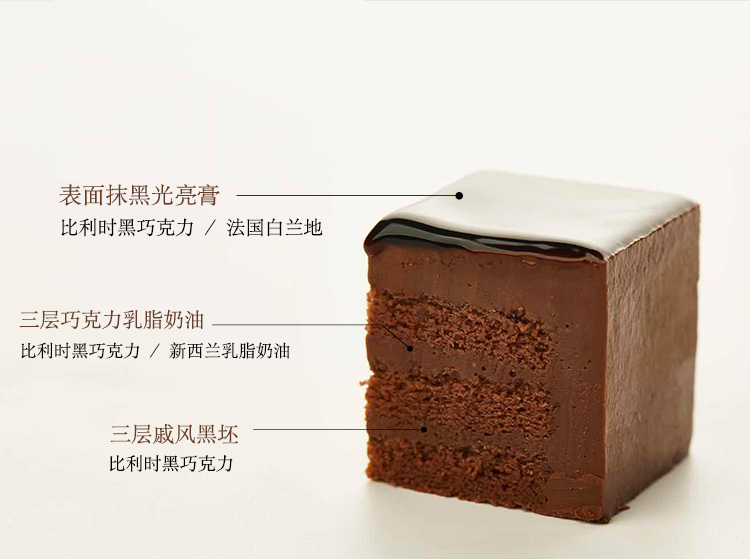 表面抹黑光亮膏
比利时黑巧克力 / 法国白兰地
三层巧克力乳脂奶油
比利时黑巧克力 / 新西兰乳脂奶油
三层戚风黑坯
比利时黑巧克力